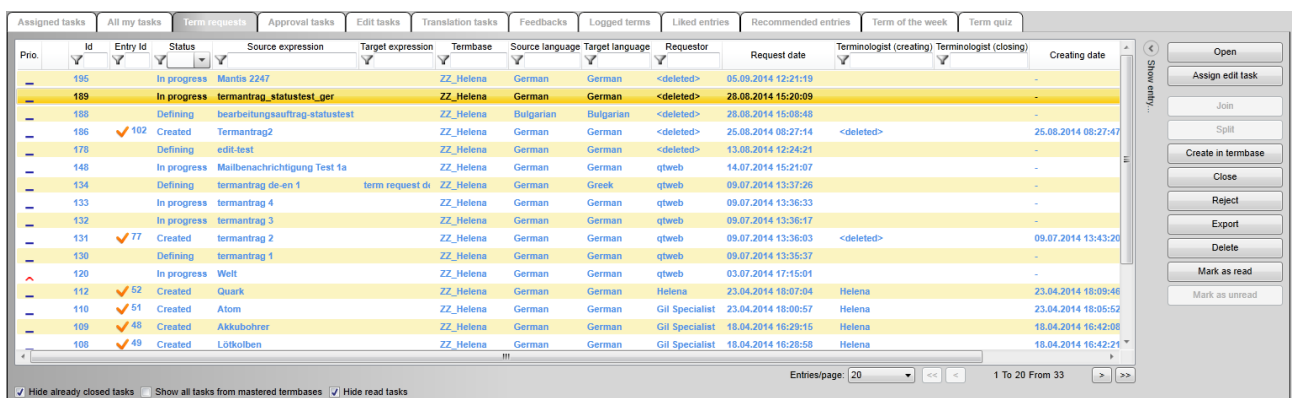 Assigned tasks All my tasks Term requests Approval tasks Edit tasks Translation tasks Feedbacks Logged terms Liked entries Recommended entries Term of the week Term quiz
Prio. Id Entry Id Status Source expression Target expression Termbase Source language Target language Requestor Request date Terminologist (creating) Terminologist (closing) Creating date
195 In progress Mantis 2247 ZZ_Helena German German <deleted> 05.09.2014 12:21:19 -
189 In progress termantrag_statustest_ger ZZ_Helena German German <deleted> 28.08.2014 15:20:09 -
188 Defining bearbeitungsauftrag-statustest ZZ_Helena Bulgarian Bulgarian <deleted> 28.08.2014 15:08:48 -
186 102 Created Termantrag2 ZZ_Helena German German <deleted> 25.08.2014 08:27:14 <deleted> 25.08.2014 08:27:47
178 Defining edit-test ZZ_Helena German German <deleted> 13.08.2014 12:24:21 -
148 In progress Mailbenachrichtigung Test 1a ZZ_Helena German German qtweb 14.07.2014 15:21:07 -
134 Defining termantrag de-en 1 term request de ZZ_Helena German Greek qtweb 09.07.2014 13:37:26 -
133 In progress termantrag 4 ZZ_Helena German German qtweb 09.07.2014 13:36:33 -
132 In progress termantrag 3 ZZ_Helena German German qtweb 09.07.2014 13:36:17 -
131 77 Created termantrag 2 ZZ_Helena German German qtweb 09.07.2014 13:36:03 <deleted> 09.07.2014 13:43:20
130 Defining termantrag 1 ZZ_Helena German German qtweb 09.07.2014 13:35:37 -
120 In progress Welt ZZ_Helena German German qtweb 03.07.2014 17:15:01 -
112 52 Created Quark ZZ_Helena German German Helena 23.04.2014 18:07:04 Helena 23.04.2014 18:09:46
110 51 Created Atom ZZ_Helena German German Gil Specialist 23.04.2014 18:00:57 Helena 23.04.2014 18:05:52
109 48 Created Akkubohrer ZZ_Helena German German Gil Specialist 18.04.2014 16:29:15 Helena 18.04.2014 16:42:08
108 49 Created Lötkolben ZZ_Helena German German Gil Specialist 18.04.2014 16:28:58 Helena 18.04.2014 16:42:21
Entries/page: 20 << < 1 To 20 From 33 > >>
Hide already closed tasks Show all tasks from mastered termbases Hide read tasks
Show entry...
Open
Assign edit task
Join
Split
Create in termbase
Close
Reject
Export
Delete
Mark as read
Mark as unread